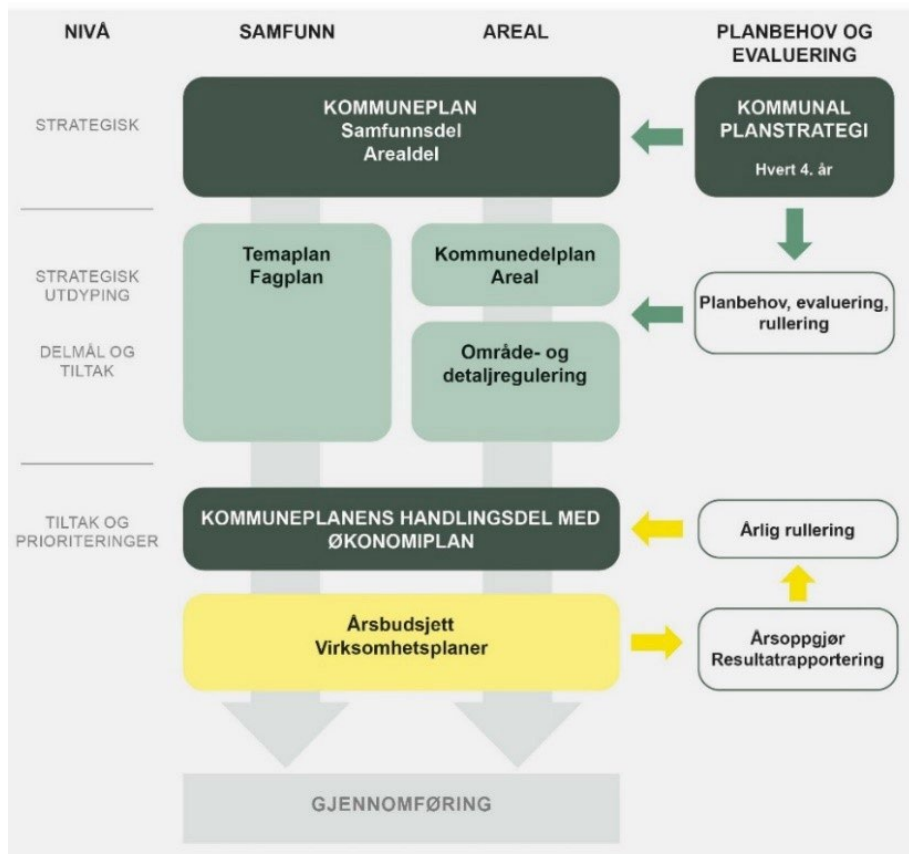 NIVÅ
SAMFUNN
AREAL
PLANBEHOV OG
EVALUERING
STRATEGISK
KOMMUNEPLAN
Samfunnsdel
Arealdel
KOMMUNAL
PLANSTRATEGI
Hvert 4. år
STRATEGISK
UTDYPING
DELMÅL OG
TILTAK
Temaplan
Fagplan
Kommunedelplan
Areal
Område- og
detaljregulering
Planbehov, evaluering,
rullering
TILTAK OG
PRIORITERINGER
KOMMUNEPLANENS HANDLINGSDEL MED
ØKONOMIPLAN
Årlig rullering
Årsbudsjett
Virksomhetsplaner
Årsoppgjør
Resultatrapportering
GJENNOMFØRING